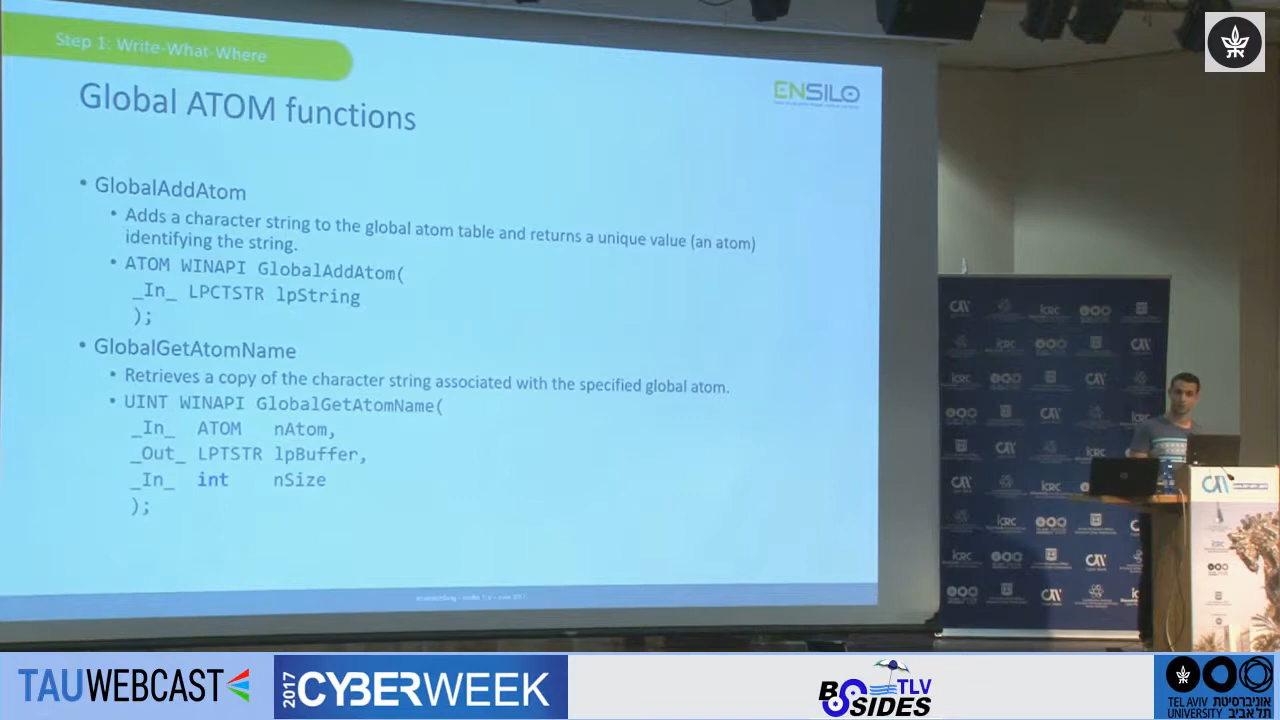 Step 1: Write-What-Where
Global ATOM functions
ENSILO
• GlobalAddAtom
• Adds a character string to the global atom table and returns a unique value (an atom)
identifying the string.
• ATOM WINAPI GlobalAddAtom(
_In_ LPCTSTR lpString
);
• GlobalGetAtomName
• Retrieves a copy of the character string associated with the specified global atom.
• UINT WINAPI GlobalGetAtomName(
_In_ ATOM nAtom,
_Out_ LPTSTR lpBuffer,
_In_ int nSize
);
TAUWEBCAST
2017 CYBERWEEK
BSIDES TLV
TEL AVIV UNIVERSITY
אוניברסיטת תל אביב